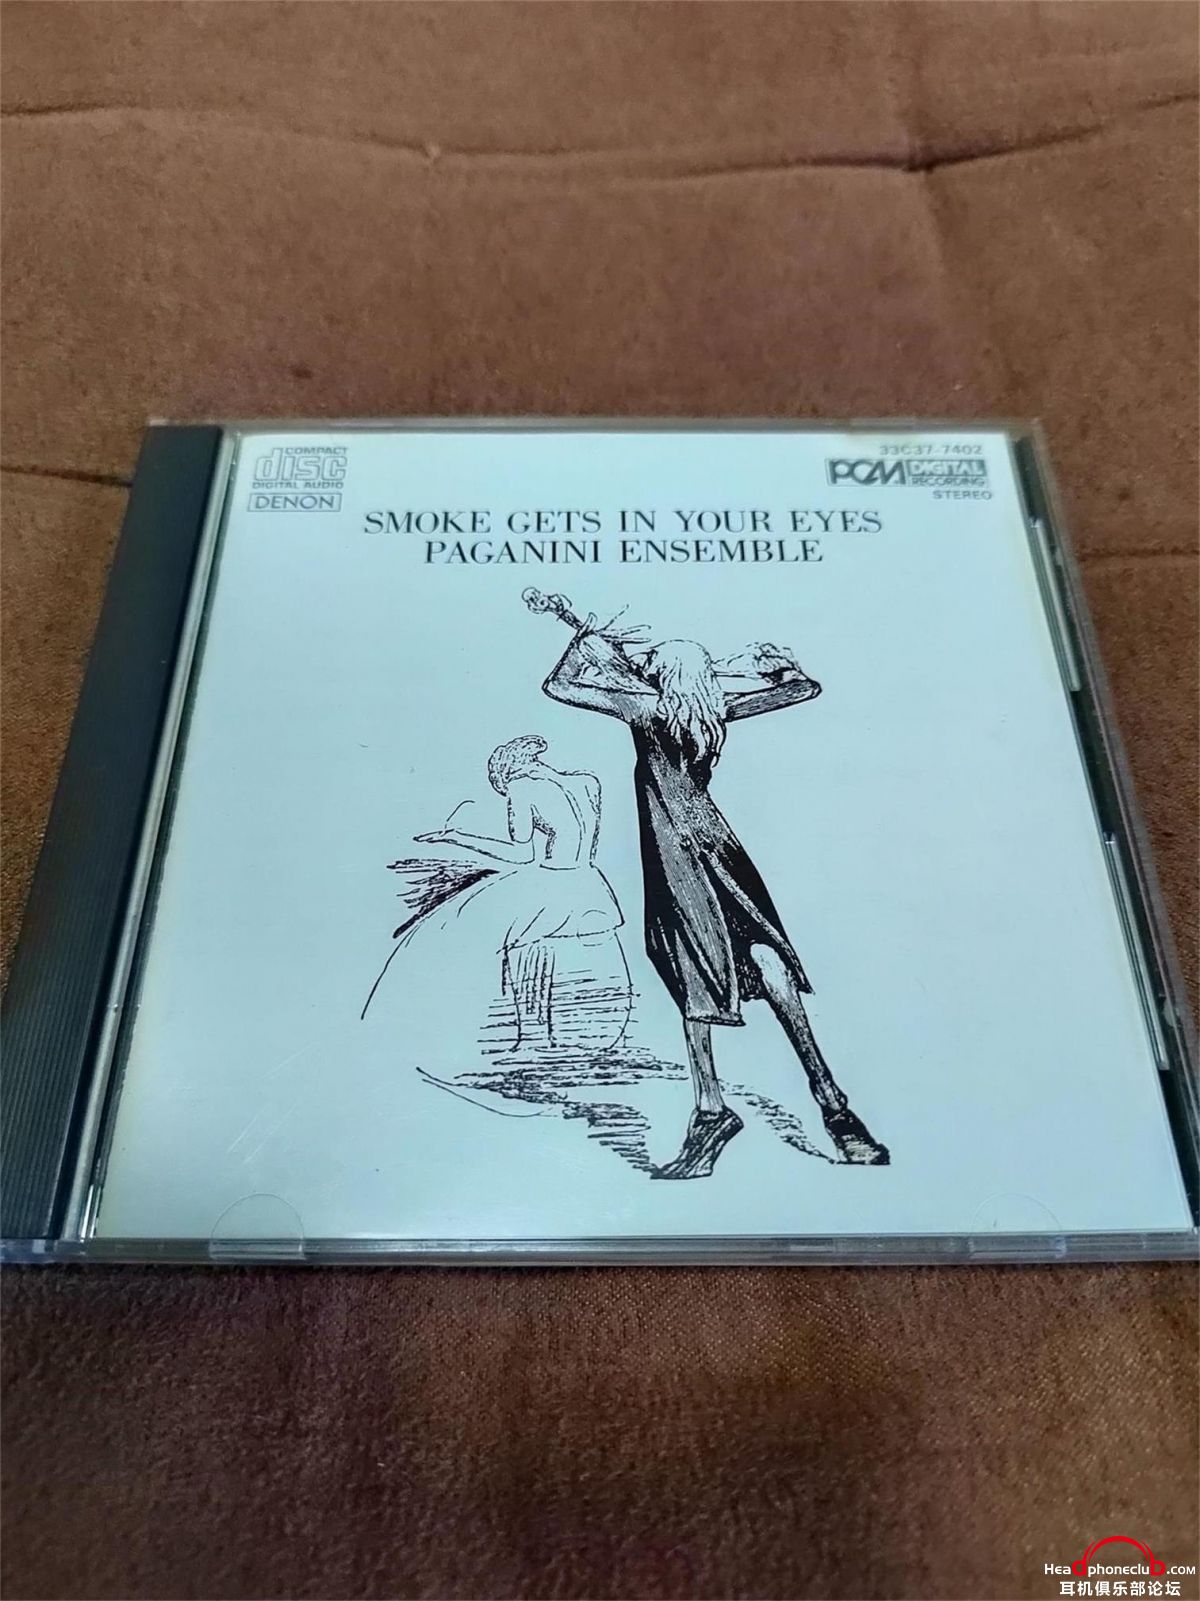 COMPACT
disc
DIGITAL AUDIO
DENON
33C37-7402
PCM DIGITAL
RECORDING
STEREO
SMOKE GETS IN YOUR EYES
PAGANINI ENSEMBLE
Headphoneclub.com
耳机俱乐部论坛